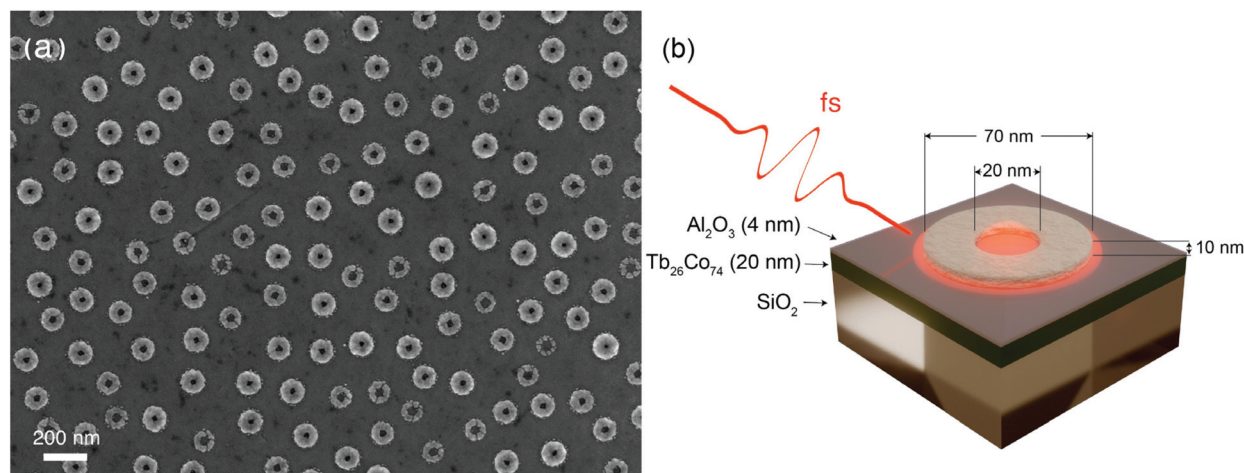 (a)
200 nm
(b)
fs
70 nm
20 nm
10 nm
Al₂O₃ (4 nm)
Tb₂₆Co₇₄ (20 nm)
SiO₂